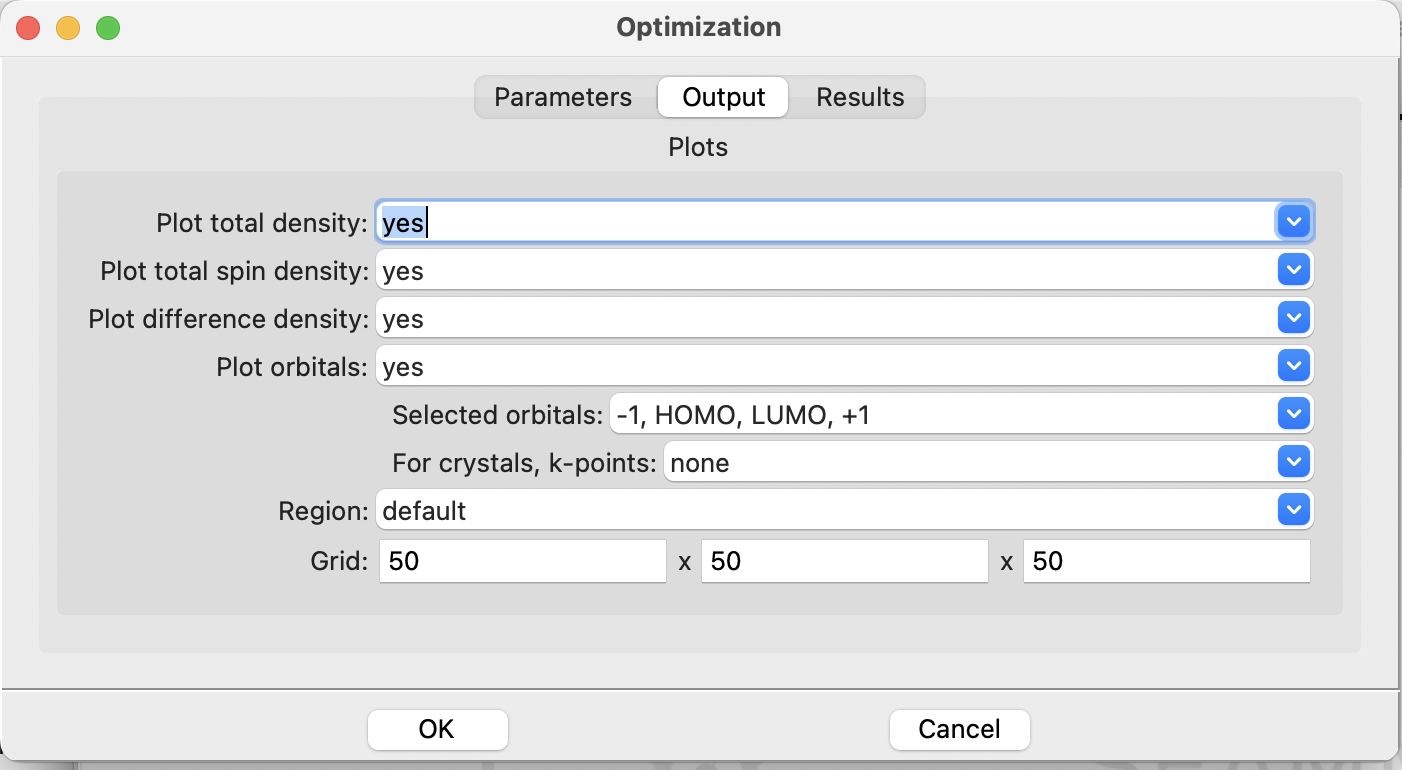 Optimization
Parameters Output Results
Plots
Plot total density: yes
Plot total spin density: yes
Plot difference density: yes
Plot orbitals: yes
Selected orbitals: -1, HOMO, LUMO, +1
For crystals, k-points: none
Region: default
Grid: 50 x 50 x 50
OK Cancel